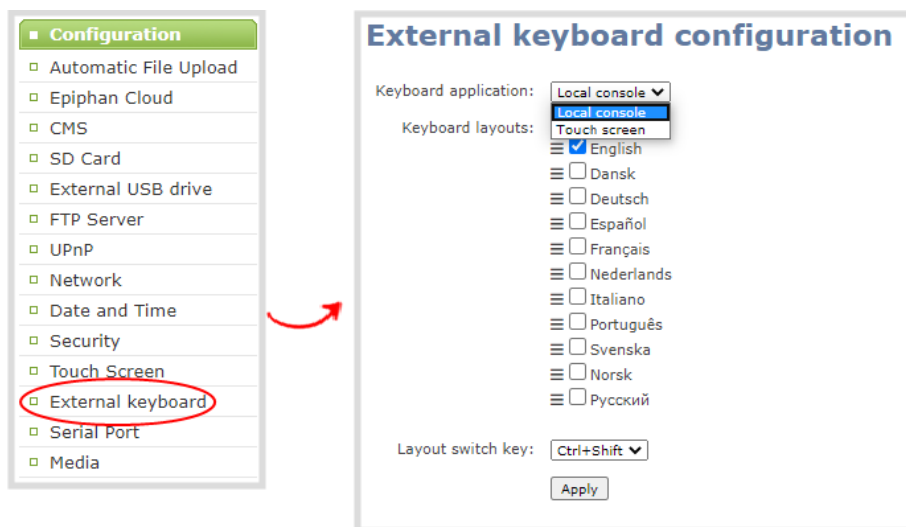 Configuration
Automatic File Upload
Epiphan Cloud
CMS
SD Card
External USB drive
FTP Server
UPnP
Network
Date and Time
Security
Touch Screen
External keyboard
Serial Port
Media
External keyboard configuration
Keyboard application: Local console
Local console
Keyboard layouts: Touch screen
English
Dansk
Deutsch
Español
Français
Nederlands
Italiano
Português
Svenska
Norsk
Русский
Layout switch key: Ctrl+Shift
Apply